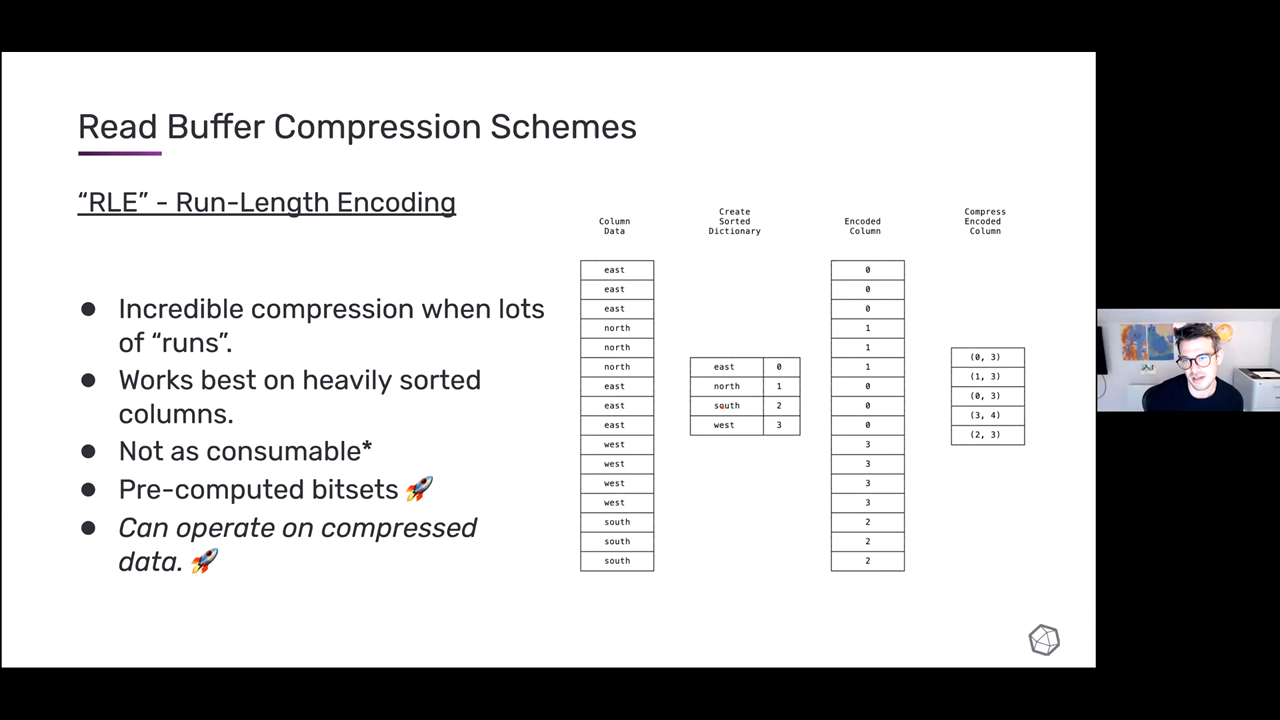 Read Buffer Compression Schemes
“RLE” - Run-Length Encoding
● Incredible compression when lots
of “runs”.
● Works best on heavily sorted
columns.
● Not as consumable*
● Pre-computed bitsets 🚀
● Can operate on compressed
data. 🚀
Column
Data
east
east
east
north
north
north
east
east
east
west
west
west
west
south
south
south
Create
Sorted
Dictionary
east 0
north 1
south 2
west 3
Encoded
Column
0
0
0
1
1
1
0
0
0
3
3
3
3
2
2
2
Compress
Encoded
Column
(0, 3)
(1, 3)
(0, 3)
(3, 4)
(2, 3)